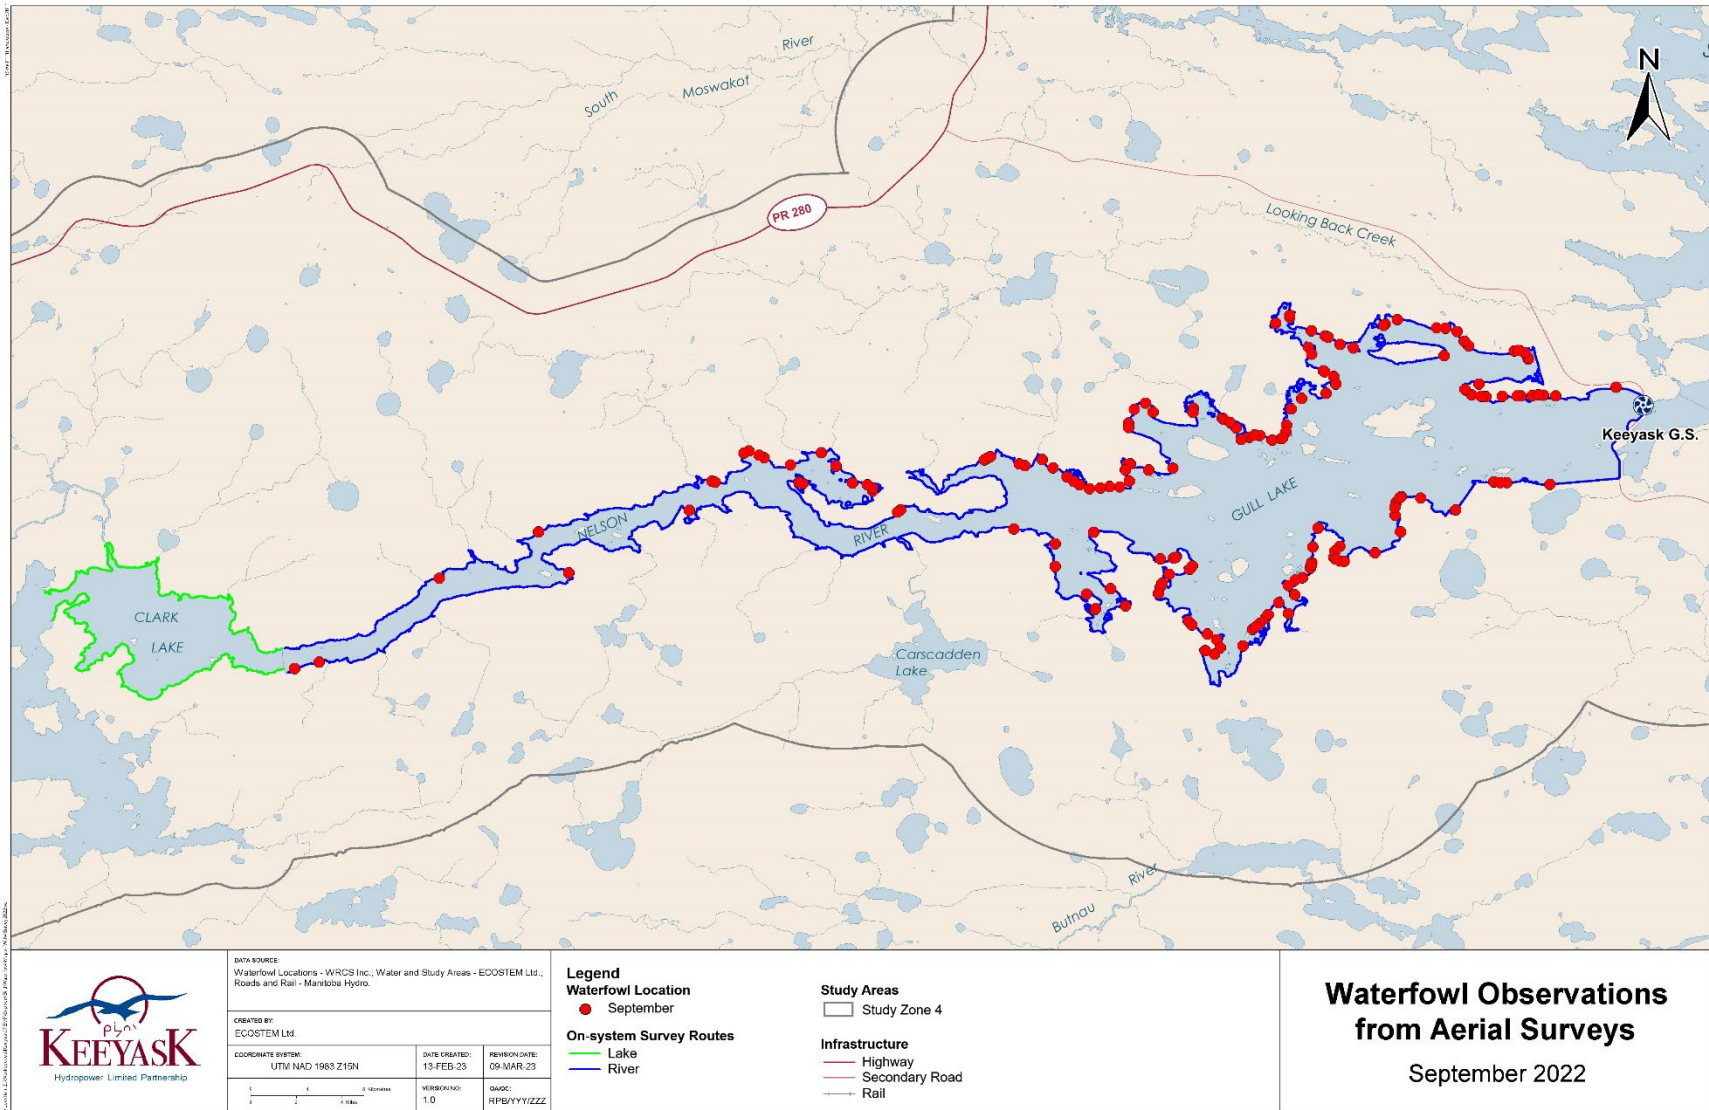 River
South
Moswakot
N
PR 280
Looking Back Creek
Keeyask G.S.
GULL LAKE
NELSON
RIVER
CLARK
LAKE
Carscadden
Lake
River
Butnau
KEEYASK
Hydropower Limited Partnership
DATA SOURCE:
Waterfowl Locations - WRCS Inc.; Water and Study Areas - ECOSTEM Ltd.;
Roads and Rail - Manitoba Hydro.
CREATED BY:
ECOSTEM Ltd.
COORDINATE SYSTEM:
UTM NAD 1983 Z15N
DATE CREATED:
13-FEB-23
REVISION DATE:
09-MAR-23
VERSION NO:
1.0
QA/QC:
RPB/YYY/ZZZ
Legend
Waterfowl Location
September
On-system Survey Routes
Lake
River
Study Areas
Study Zone 4
Infrastructure
Highway
Secondary Road
Rail
Waterfowl Observations
from Aerial Surveys
September 2022